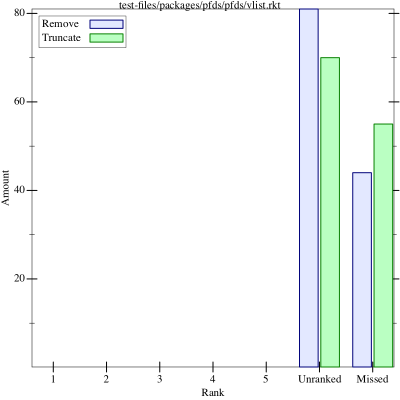 test-files/packages/pfds/pfds/vlist.rkt
80
Remove
Truncate
60
Amount
40
20
1 2 3 4 5 Unranked Missed
Rank